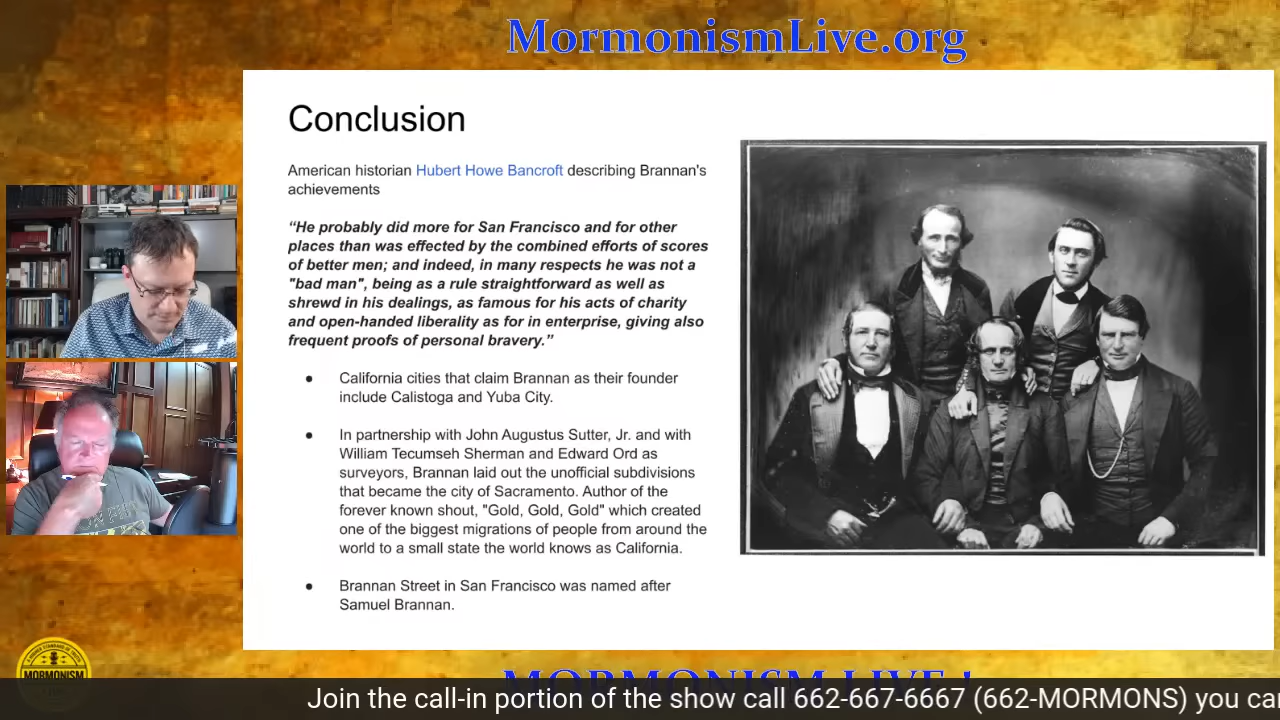 MormonismLive.org
Conclusion
American historian Hubert Howe Bancroft describing Brannan's
achievements
“He probably did more for San Francisco and for other
places than was effected by the combined efforts of scores
of better men; and indeed, in many respects he was not a
"bad man", being as a rule straightforward as well as
shrewd in his dealings, as famous for his acts of charity
and open-handed liberality as for in enterprise, giving also
frequent proofs of personal bravery.”
● California cities that claim Brannan as their founder
include Calistoga and Yuba City.
● In partnership with John Augustus Sutter, Jr. and with
William Tecumseh Sherman and Edward Ord as
surveyors, Brannan laid out the unofficial subdivisions
that became the city of Sacramento. Author of the
forever known shout, "Gold, Gold, Gold" which created
one of the biggest migrations of people from around the
world to a small state the world knows as California.
● Brannan Street in San Francisco was named after
Samuel Brannan.
MORMONISM
MORMONISM LIVE !
Join the call-in portion of the show call 662-667-6667 (662-MORMONS) you ca